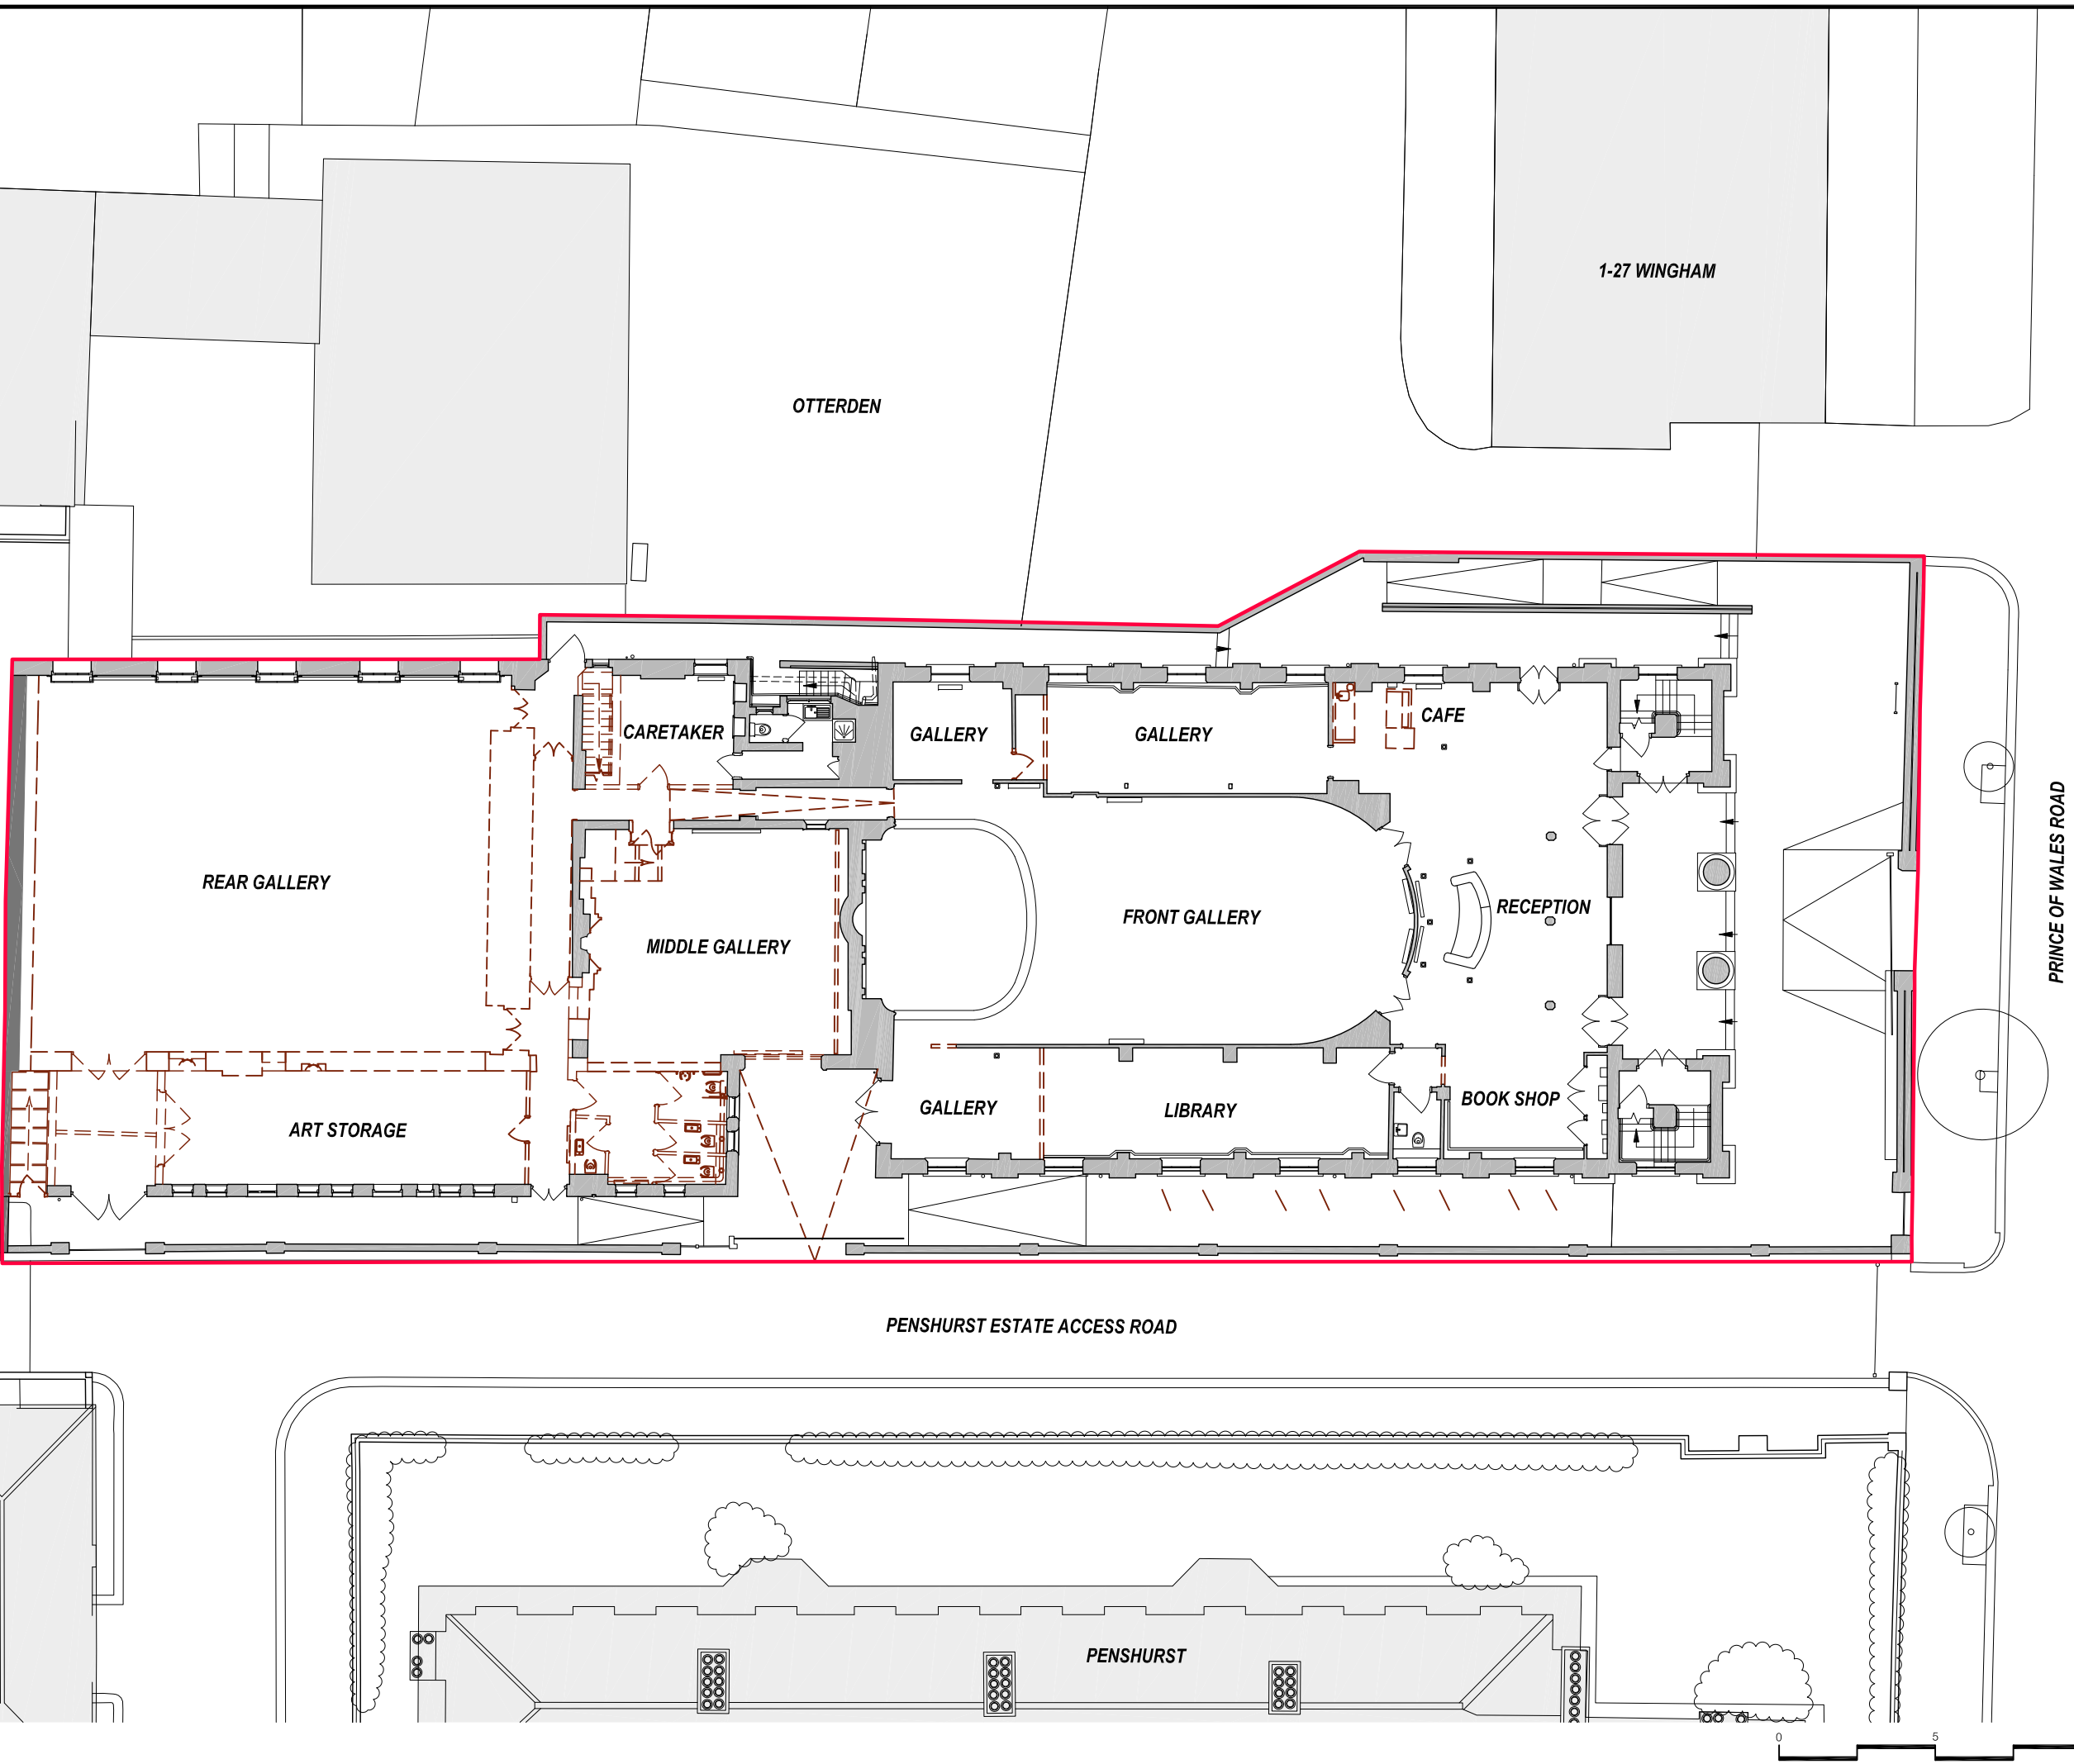 1-27 WINGHAM
OTTERDEN
CARETAKER
GALLERY
GALLERY
CAFE
REAR GALLERY
MIDDLE GALLERY
FRONT GALLERY
RECEPTION
PRINCE OF WALES ROAD
ART STORAGE
GALLERY
LIBRARY
BOOK SHOP
PENSHURST ESTATE ACCESS ROAD
PENSHURST
0
5